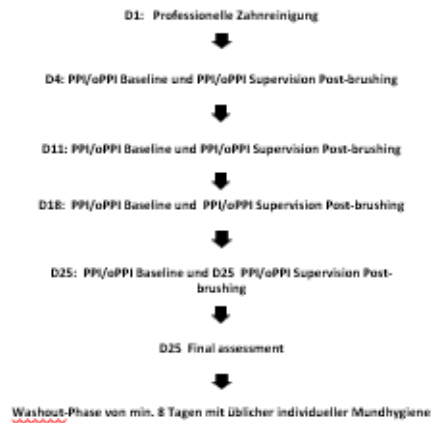 D1: Professionelle Zahnreinigung
D4: PPI/oPPI Baseline und PPI/oPPI Supervision Post-brushing
D11: PPI/oPPI Baseline und PPI/oPPI Supervision Post-brushing
D18: PPI/oPPI Baseline und PPI/oPPI Supervision Post-brushing
D25: PPI/oPPI Baseline und D25 PPI/oPPI Supervision Post-
brushing
D25 Final assessment
Washout-Phase von min. 8 Tagen mit üblicher individueller Mundhygiene